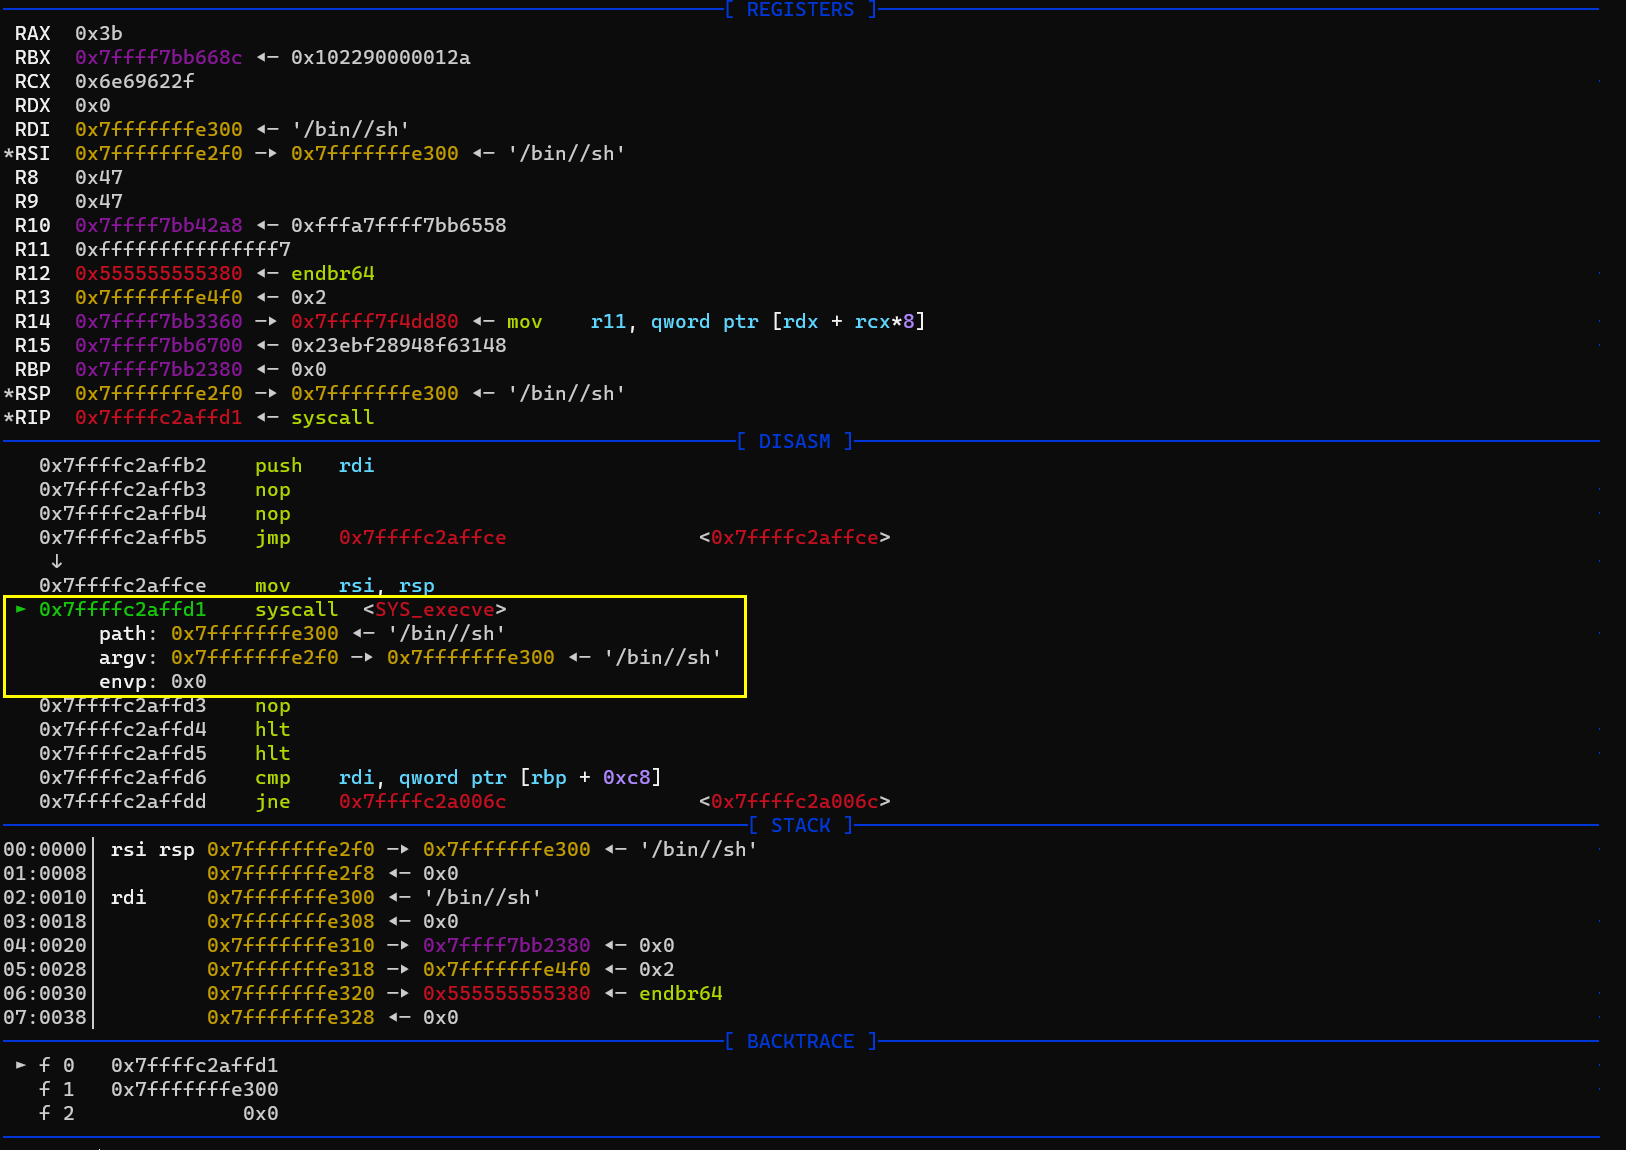 [ REGISTERS ]
RAX 0x3b
RBX 0x7ffff7bb668c ◂— 0x102290000012a
RCX 0x6e69622f
RDX 0x0
RDI 0x7fffffffe300 ◂— '/bin//sh'
*RSI 0x7fffffffe2f0 —▸ 0x7fffffffe300 ◂— '/bin//sh'
R8 0x47
R9 0x47
R10 0x7ffff7bb42a8 ◂— 0xfffa7ffff7bb6558
R11 0xfffffffffffffff7
R12 0x555555555380 ◂— endbr64
R13 0x7fffffffe4f0 ◂— 0x2
R14 0x7ffff7bb3360 —▸ 0x7ffff7f4dd80 ◂— mov r11, qword ptr [rdx + rcx*8]
R15 0x7ffff7bb6700 ◂— 0x23ebf28948f63148
RBP 0x7ffff7bb2380 ◂— 0x0
*RSP 0x7fffffffe2f0 —▸ 0x7fffffffe300 ◂— '/bin//sh'
*RIP 0x7ffffc2affd1 ◂— syscall
[ DISASM ]
0x7ffffc2affb2 push rdi
0x7ffffc2affb3 nop
0x7ffffc2affb4 nop
0x7ffffc2affb5 jmp 0x7ffffc2affce <0x7ffffc2affce>
↓
0x7ffffc2affce mov rsi, rsp
► 0x7ffffc2affd1 syscall <SYS_execve>
path: 0x7fffffffe300 ◂— '/bin//sh'
argv: 0x7fffffffe2f0 —▸ 0x7fffffffe300 ◂— '/bin//sh'
envp: 0x0
0x7ffffc2affd3 nop
0x7ffffc2affd4 hlt
0x7ffffc2affd5 hlt
0x7ffffc2affd6 cmp rdi, qword ptr [rbp + 0xc8]
0x7ffffc2affdd jne 0x7ffffc2a006c <0x7ffffc2a006c>
[ STACK ]
00:0000│ rsi rsp 0x7fffffffe2f0 —▸ 0x7fffffffe300 ◂— '/bin//sh'
01:0008│ 0x7fffffffe2f8 ◂— 0x0
02:0010│ rdi 0x7fffffffe300 ◂— '/bin//sh'
03:0018│ 0x7fffffffe308 ◂— 0x0
04:0020│ 0x7fffffffe310 —▸ 0x7ffff7bb2380 ◂— 0x0
05:0028│ 0x7fffffffe318 —▸ 0x7fffffffe4f0 ◂— 0x2
06:0030│ 0x7fffffffe320 —▸ 0x555555555380 ◂— endbr64
07:0038│ 0x7fffffffe328 ◂— 0x0
[ BACKTRACE ]
► f 0 0x7ffffc2affd1
f 1 0x7fffffffe300
f 2 0x0